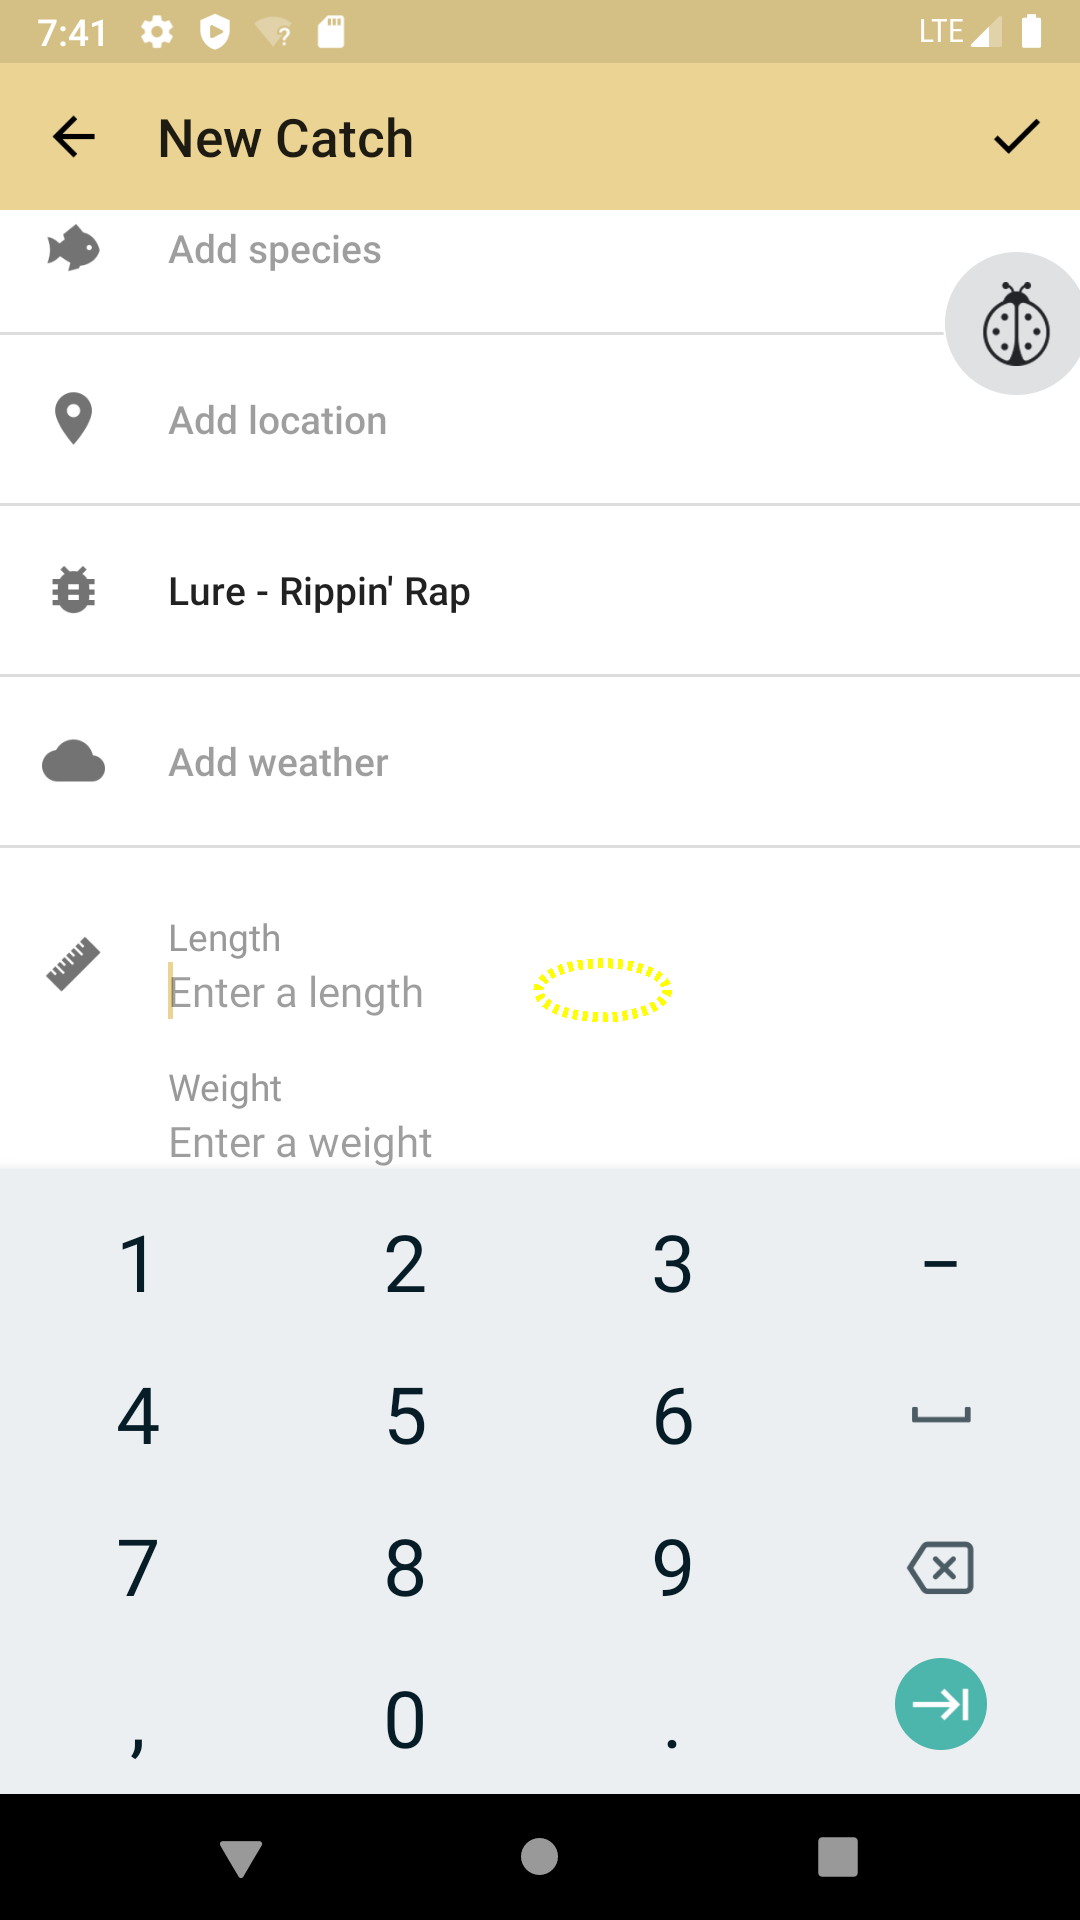 7:41
LTE
New Catch
Add species
Add location
Lure - Rippin' Rap
Add weather
Length
Enter a length
Weight
Enter a weight
1 2 3 –
4 5 6
7 8 9
, 0 .